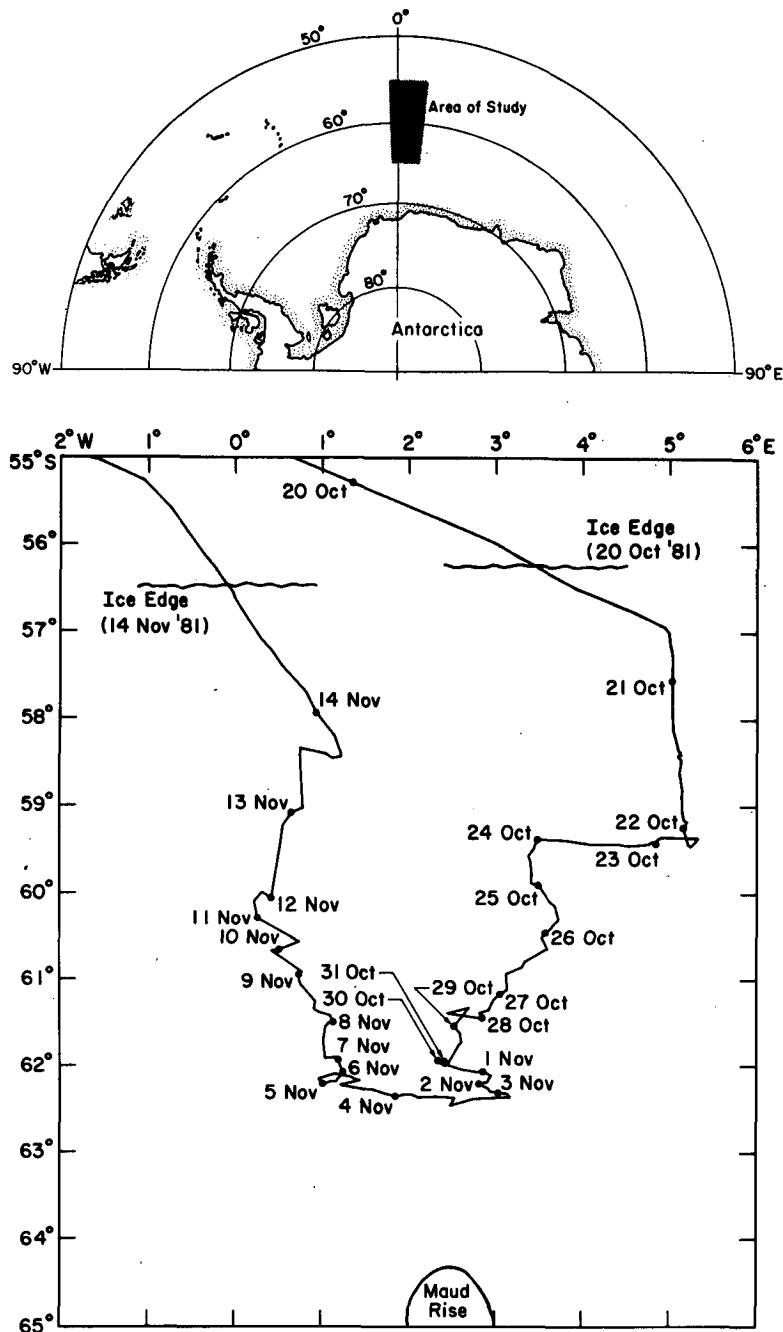 0°
50°
Area of Study
60°
70°
80°
Antarctica
90°W
90°E
2°W 1° 0° 1° 2° 3° 4° 5° 6°E
55°S
20 Oct
Ice Edge
(20 Oct '81)
56°
Ice Edge
(14 Nov '81)
57°
21 Oct
14 Nov
58°
13 Nov
59°
22 Oct
24 Oct
23 Oct
60°
25 Oct
12 Nov
11 Nov
26 Oct
10 Nov
61°
31 Oct
29 Oct
9 Nov
30 Oct
27 Oct
28 Oct
8 Nov
62°
7 Nov
1 Nov
6 Nov
5 Nov
2 Nov
3 Nov
4 Nov
63°
64°
Maud
Rise
65°